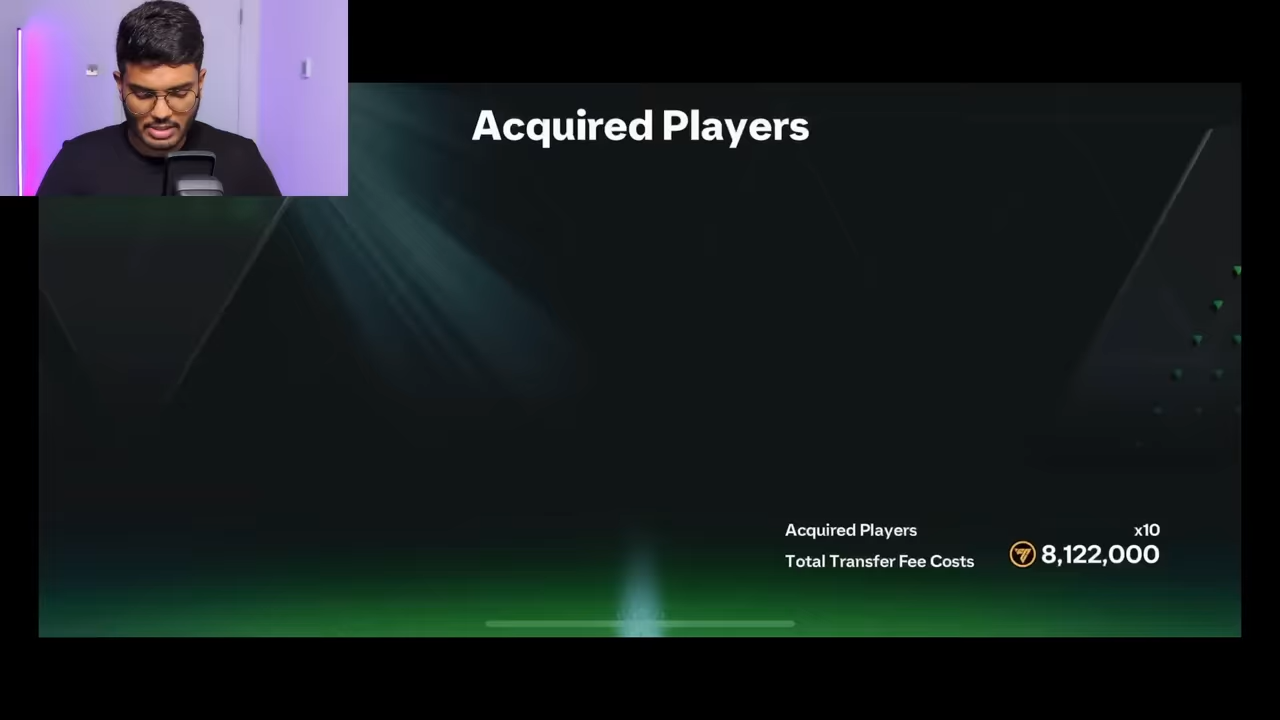 Acquired Players
Acquired Players x10
Total Transfer Fee Costs 8,122,000